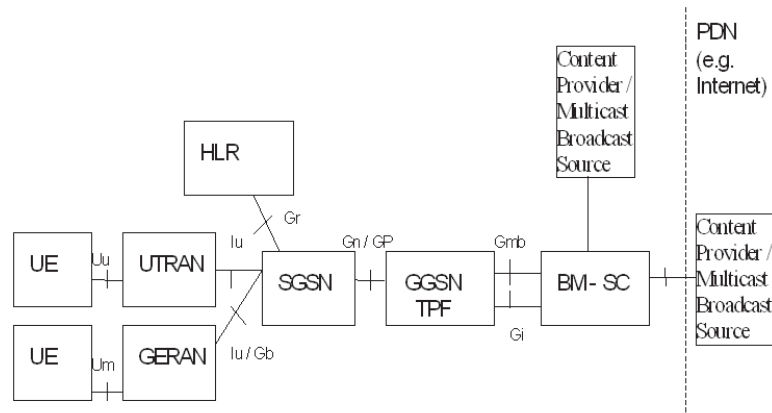 PDN
(e.g.
Internet)
Content
Provider /
Multicast
Broadcast
Source
HLR
Gr
Iu
Gn / GP
Gmb
Content
Provider /
Multicast
Broadcast
Source
UE
Uu
UTRAN
SGSN
GGSN
TPF
BM - SC
Gi
UE
Um
GERAN
Iu / Gb